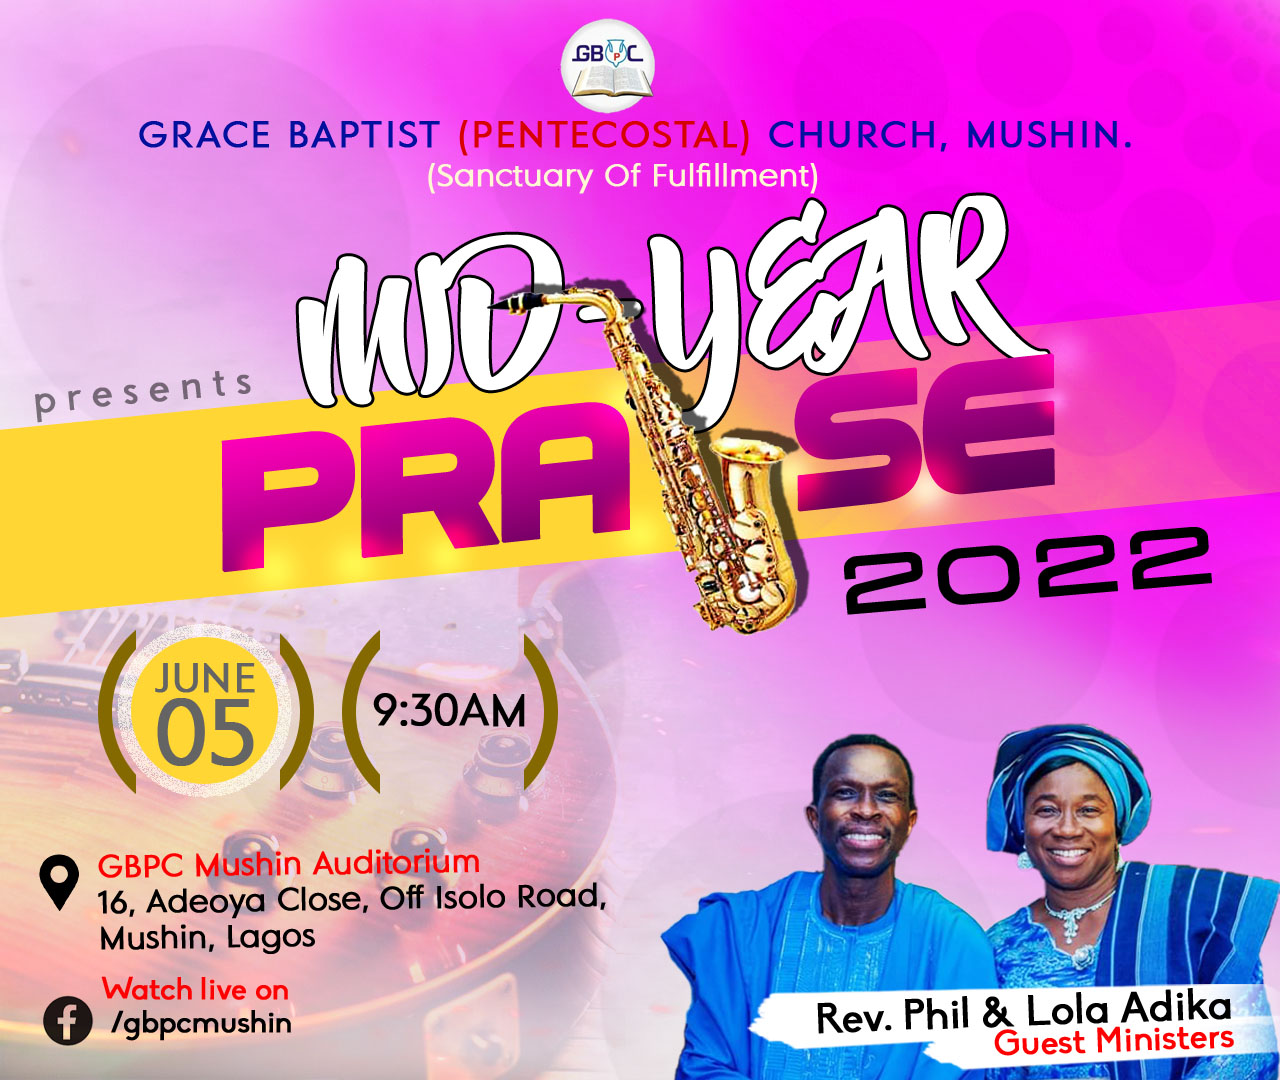 GBPC
GRACE BAPTIST (PENTECOSTAL) CHURCH, MUSHIN.
(Sanctuary Of Fulfillment)
presents
MID-YEAR
PRAISE
2022
JUNE
05
9:30AM
GBPC Mushin Auditorium
16, Adeoya Close, Off Isolo Road,
Mushin, Lagos
Watch live on
/gbpcmushin
Rev. Phil & Lola Adika
Guest Ministers